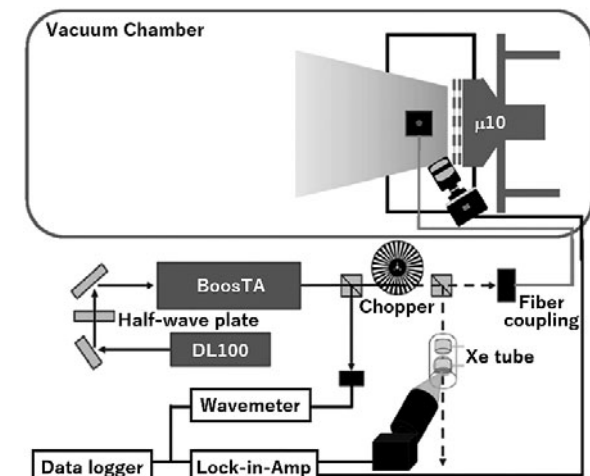 Vacuum Chamber
μ10
BoosTA
Chopper
Fiber
coupling
Half-wave plate
DL100
Xe tube
Wavemeter
Data logger
Lock-in-Amp